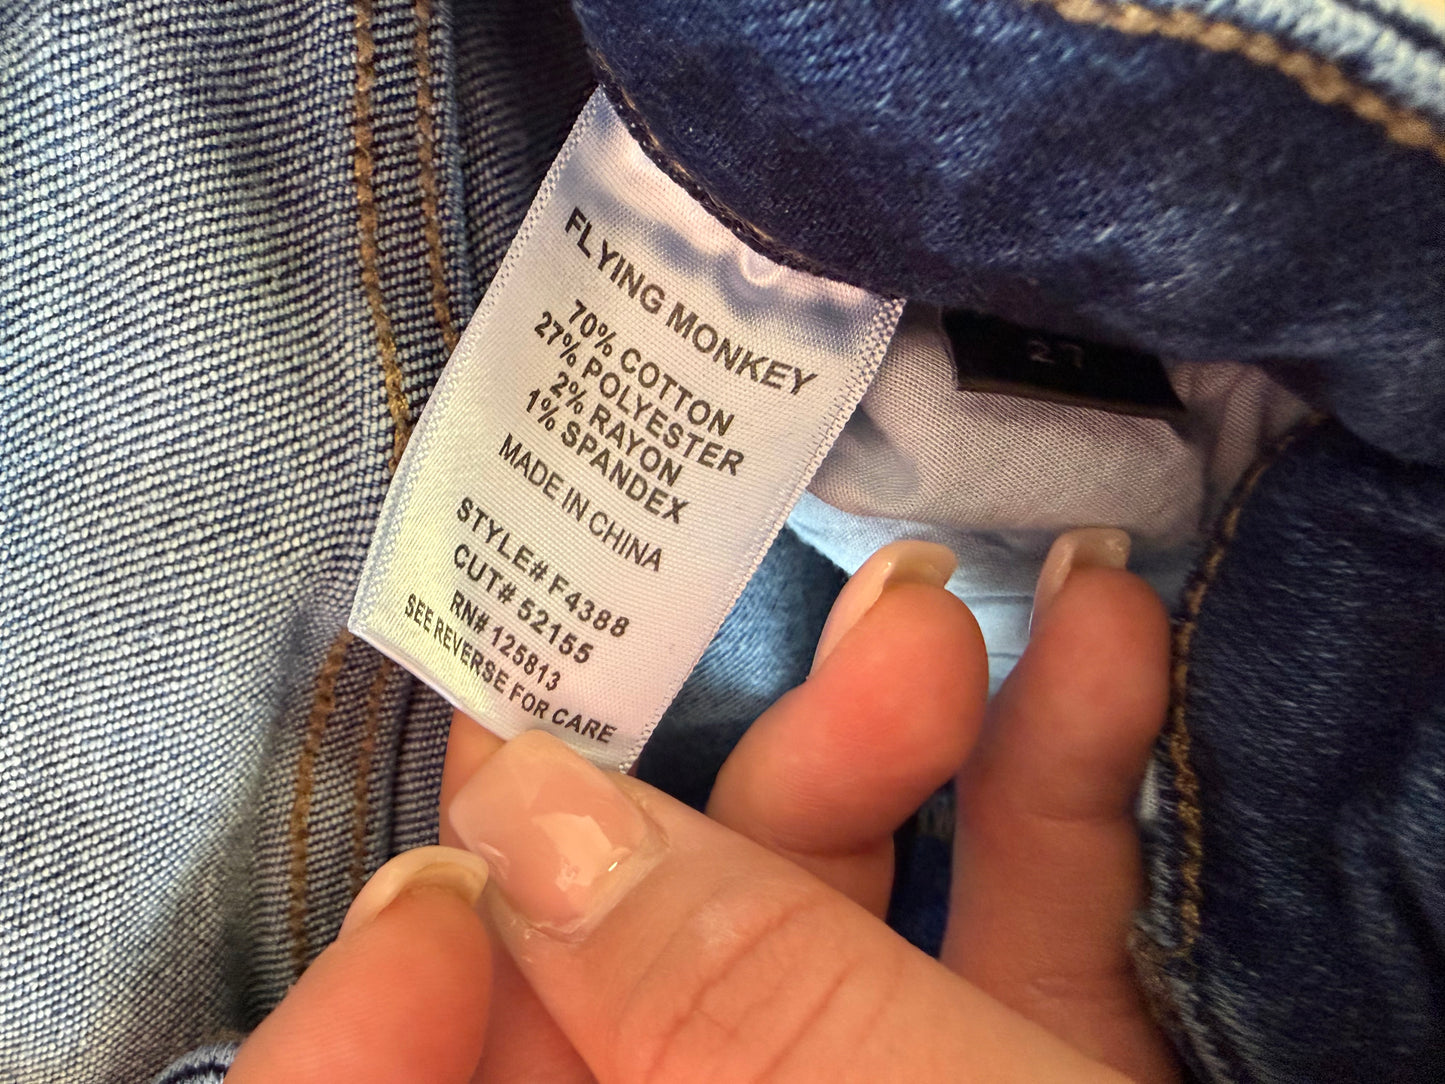 FLYING MONKEY
70% COTTON
27% POLYESTER
2% RAYON
1% SPANDEX
MADE IN CHINA
STYLE# F4388
CUT# 52155
RN# 125813
SEE REVERSE FOR CARE
27